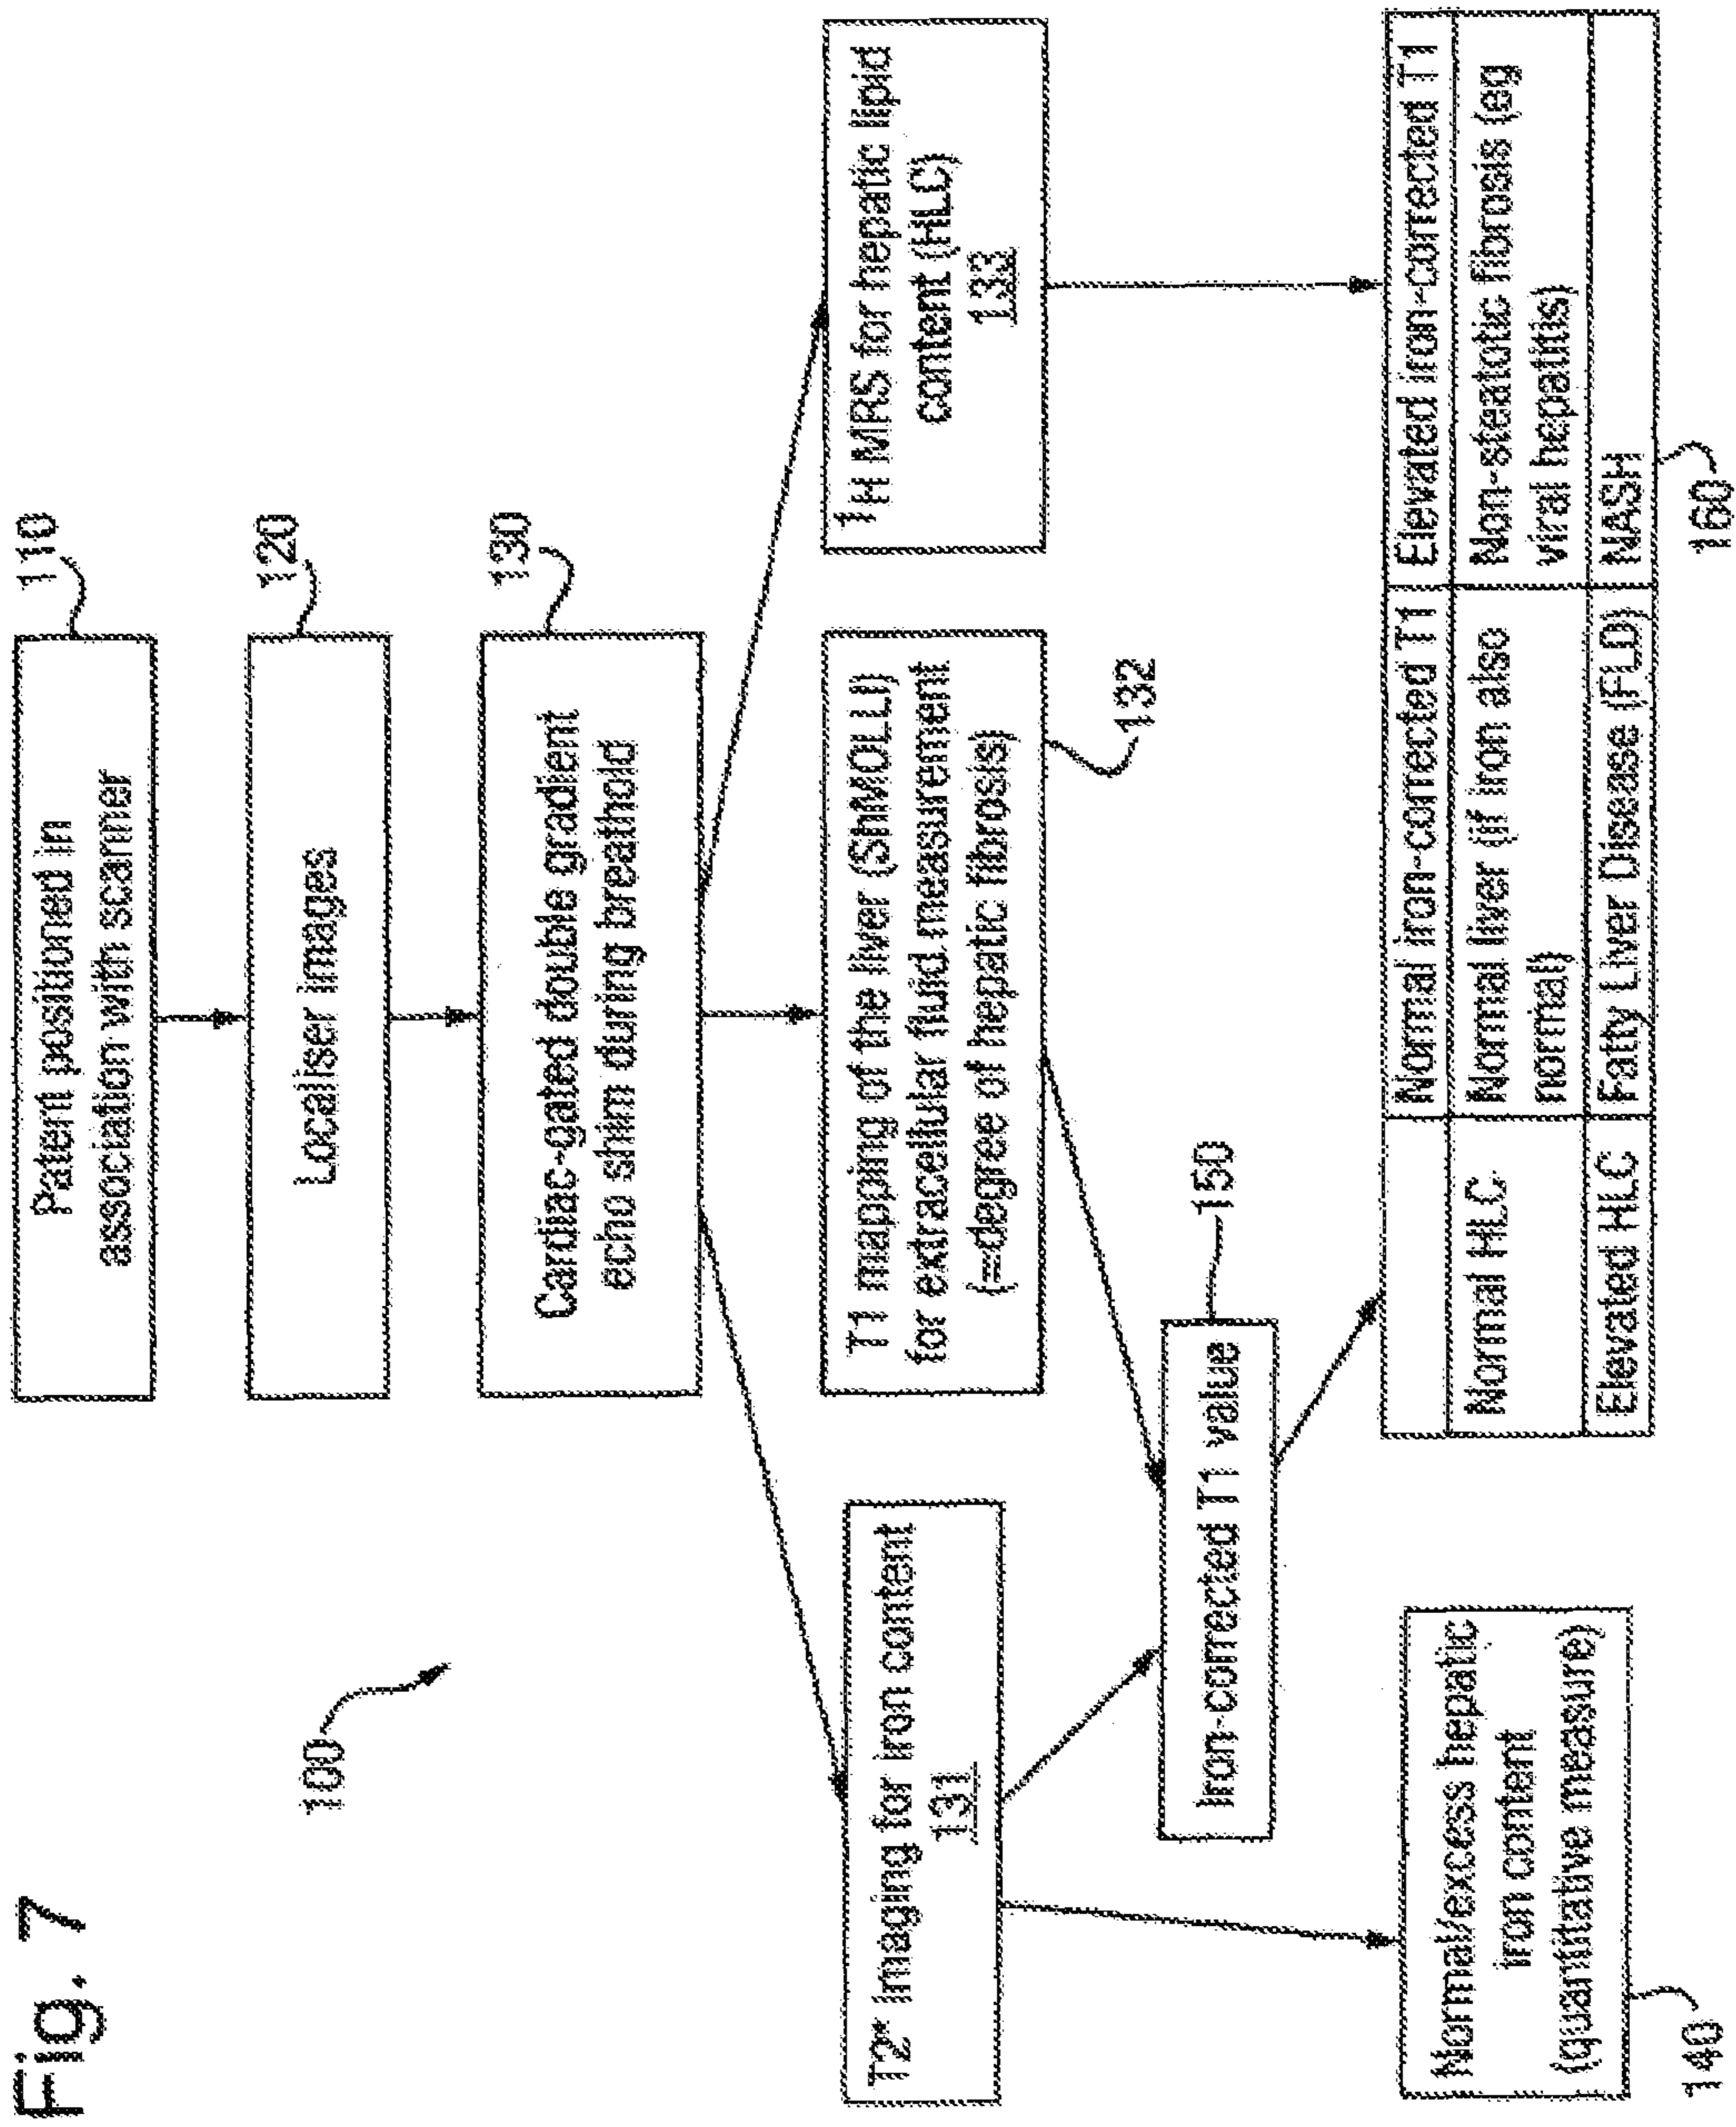 Fig. 7
100
Patent positioned in
association with scanner
110
Localiser images
120
Cardiac-gated double gradient
echo shim during breathold
130
T2* imaging for iron content
131
T1 mapping of the liver (ShMOLLI)
for extracellular fluid measurement
(=degree of hepatic fibrosis)
132
1H MRS for hepatic lipid
content (HLC)
133
Iron-corrected T1 value
150
Normal/excess hepatic
iron content
(quantitative measure)
140
Normal iron-corrected T1
Elevated iron-corrected T1
Normal HLC
Normal liver (if iron also
normal)
Non-steatotic fibrosis (eg
viral hepatitis)
Elevated HLC
Fatty Liver Disease (FLD)
NASH
160